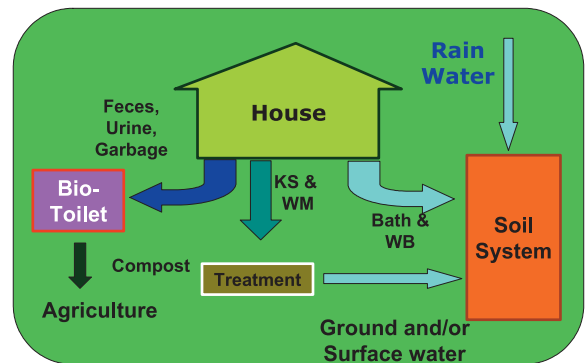 Rain
Water
House
Feces,
Urine,
Garbage
KS &
WM
Bio-
Toilet
Bath &
WB
Soil
System
Compost
Treatment
Agriculture
Ground and/or
Surface water